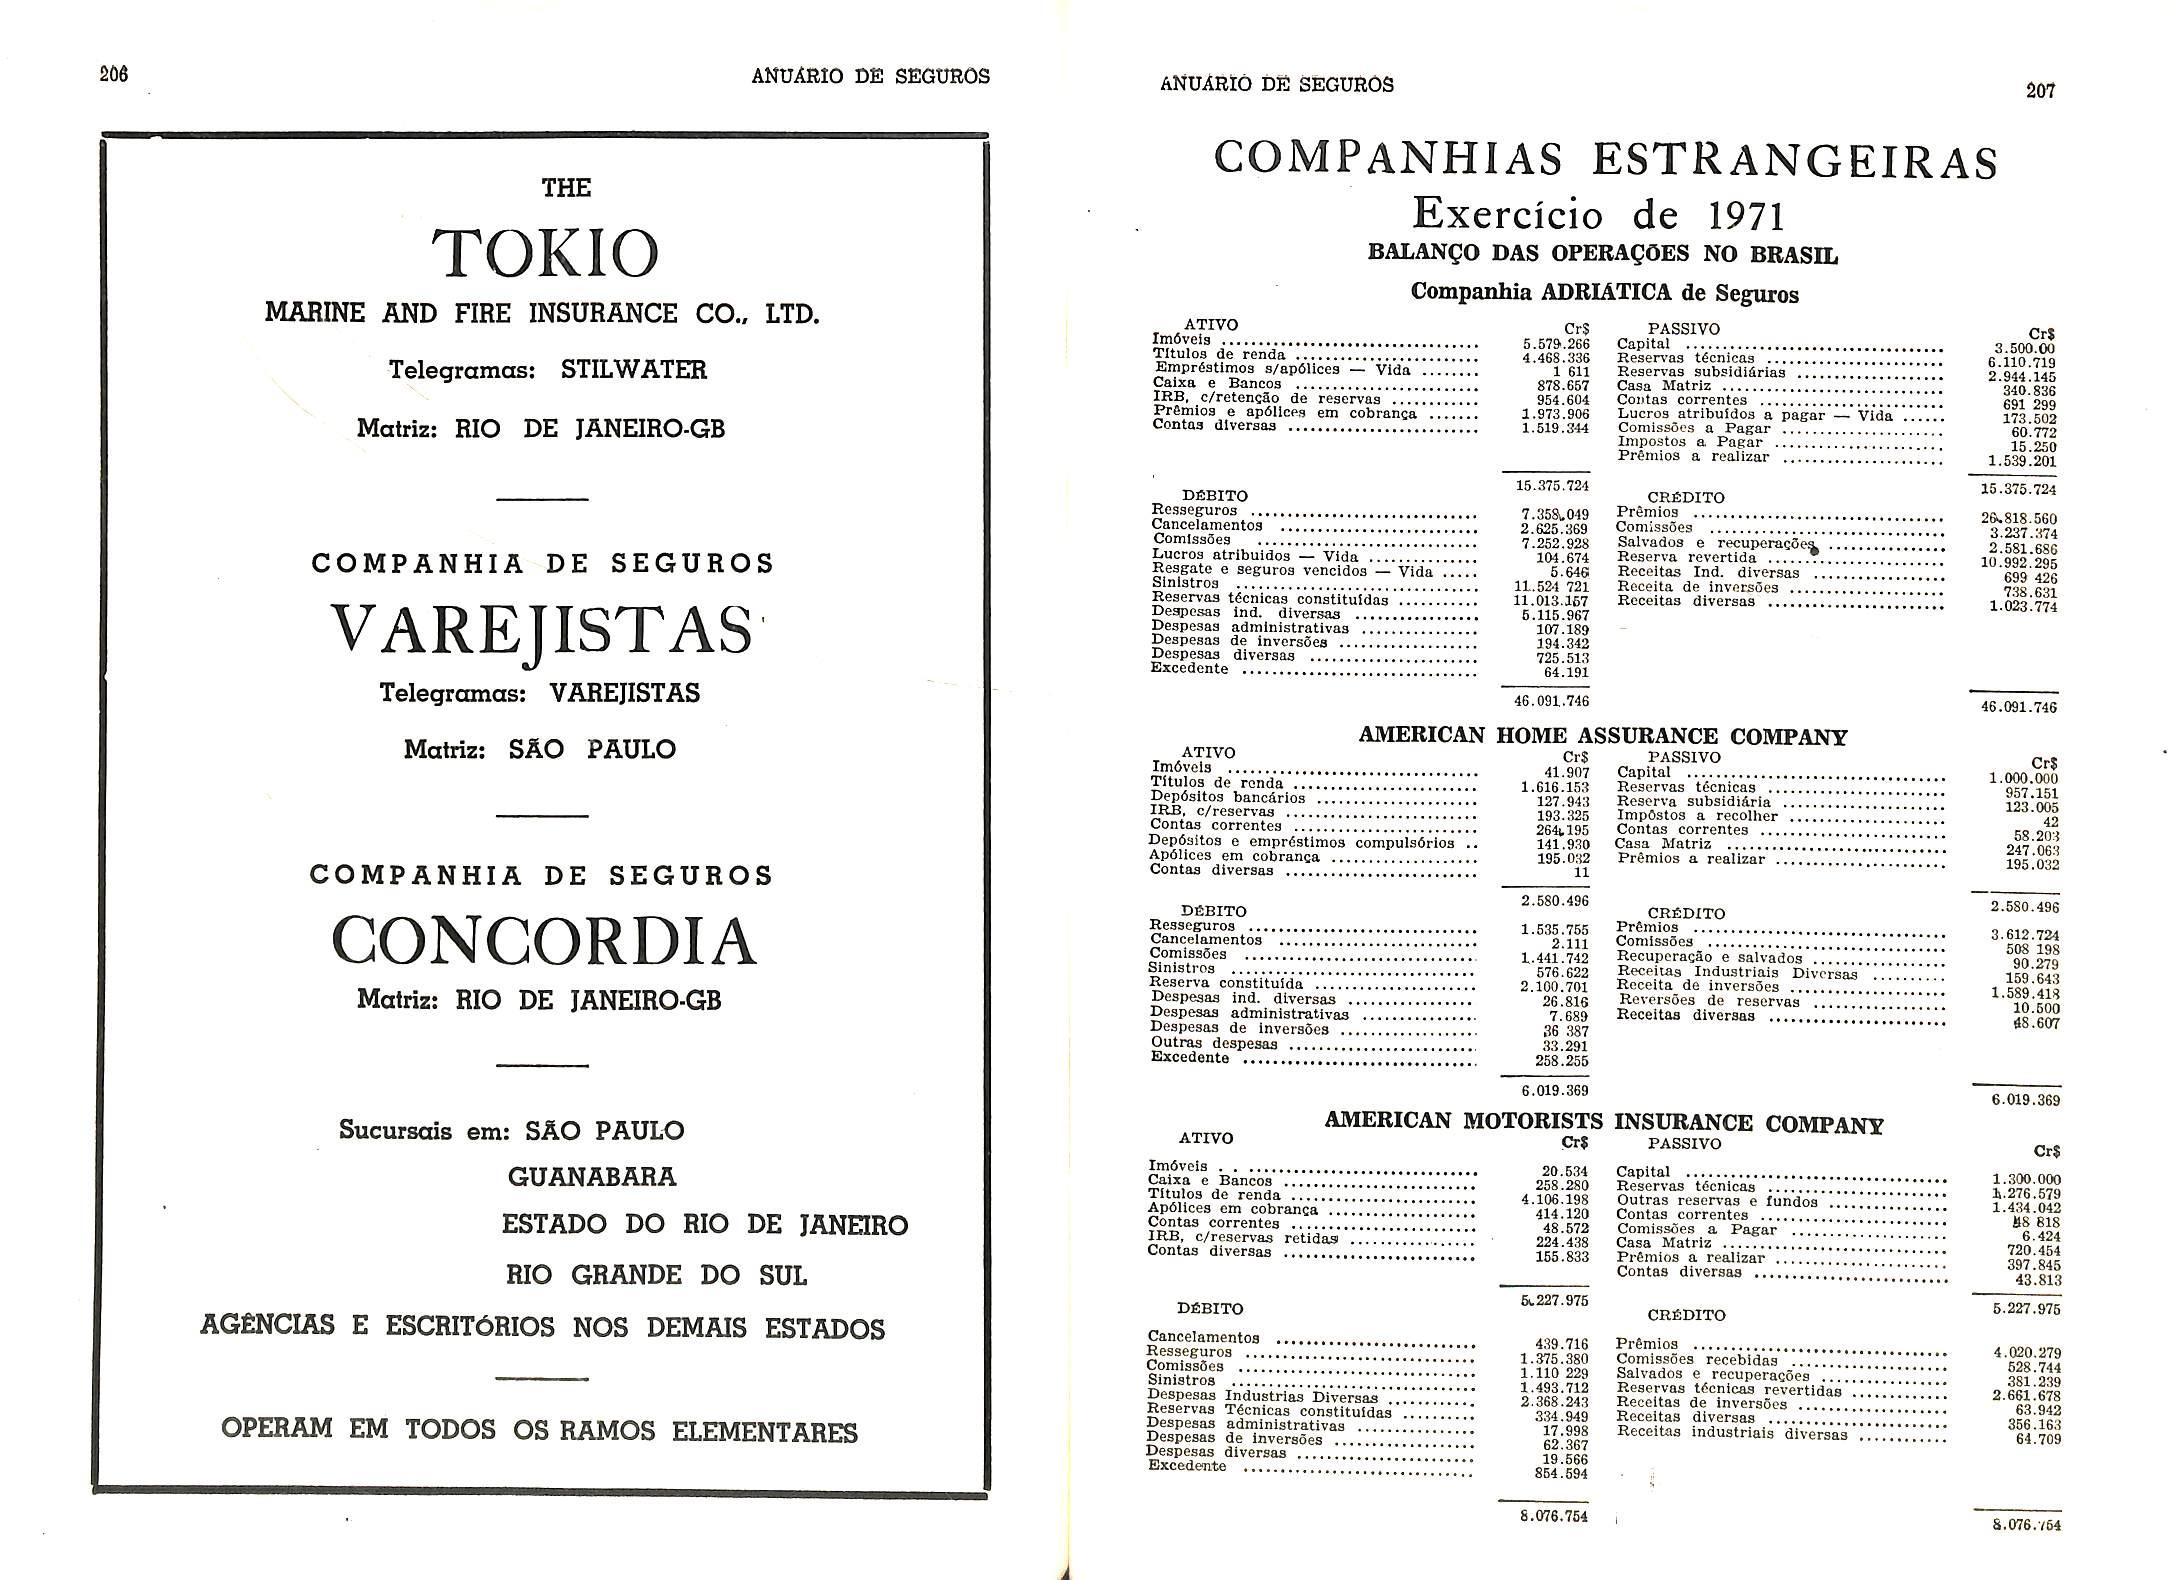 206
ANUÁRIO DE SEGUROS
THE
TOKIO
MARINE AND FIRE INSURANCE CO., LTD.
Telegramas: STILWATER
Matriz: RIO DE JANEIRO-GB
COMPANHIA DE SEGUROS
VAREJISTAS
Telegramas: VAREJISTAS
Matriz: SÃO PAULO
COMPANHIA DE SEGUROS
CONCORDIA
Matriz: RIO DE JANEIRO-GB
Sucursais em: SÃO PAULO
GUANABARA
ESTADO DO RIO DE JANEIRO
RIO GRANDE DO SUL
AGÊNCIAS E ESCRITÓRIOS NOS DEMAIS ESTADOS
OPERAM EM TODOS OS RAMOS ELEMENTARES
ANUÁRIO DE SEGUROS
207
COMPANHIAS ESTRANGEIRAS
Exercício de 1971
BALANÇO DAS OPERAÇÕES NO BRASIL
Companhia ADRIÁTICA de Seguros
ATIVO Cr$
Imóveis ........ 5.579.266
Títulos de renda ........ 4.468.336
Empréstimos s/apólices — Vida ........ 1 611
Caixa e Bancos ........ 878.657
IRB, c/retenção de reservas ........ 954.604
Prêmios e apólices em cobrança ....... 1.973.906
Contas diversas ........ 1.519.344
15.375.724
PASSIVO Cr$
Capital ........ 3.500.00
Reservas técnicas ........ 6.110.719
Reservas subsidiárias ........ 2.944.145
Casa Matriz ........ 340.836
Contas correntes ........ 691 299
Lucros atribuídos a pagar — Vida ...... 173.502
Comissões a Pagar ........ 60.772
Impostos a Pagar ........ 15.250
Prêmios a realizar ........ 1.539.201
15.375.724
DÉBITO
Resseguros ........ 7.358.049
Cancelamentos ........ 2.625.369
Comissões ........ 7.252.928
Lucros atribuidos — Vida ........ 104.674
Resgate e seguros vencidos — Vida ..... 5.646
Sinistros ........ 11.524 721
Reservas técnicas constituídas ........ 11.013.157
Despesas ind. diversas ........ 5.115.967
Despesas administrativas ........ 107.189
Despesas de inversões ........ 194.342
Despesas diversas ........ 725.513
Excedente ........ 64.191
46.091.746
CRÉDITO
Prêmios ........ 26.818.560
Comissões ........ 3.237.374
Salvados e recuperações ........ 2.581.686
Reserva revertida ........ 10.992.295
Receitas Ind. diversas ........ 699 426
Receita de inversões ........ 738.631
Receitas diversas ........ 1.023.774
46.091.746
AMERICAN HOME ASSURANCE COMPANY
ATIVO Cr$
Imóveis ........ 41.907
Títulos de renda ........ 1.616.153
Depósitos bancários ........ 127.943
IRB, c/reservas ........ 193.325
Contas correntes ........ 264.195
Depósitos e empréstimos compulsórios .. 141.930
Apólices em cobrança ........ 195.032
Contas diversas ........ 11
2.580.496
PASSIVO Cr$
Capital ........ 1.000.000
Reservas técnicas ........ 957.151
Reserva subsidiária ........ 123.005
Impôstos a recolher ........ 42
Contas correntes ........ 58.203
Casa Matriz ........ 247.063
Prêmios a realizar ........ 195.032
2.580.496
DÉBITO
Resseguros ........ 1.535.755
Cancelamentos ........ 2.111
Comissões ........ 1.441.742
Sinistros ........ 576.622
Reserva constituída ........ 2.100.701
Despesas ind. diversas ........ 26.816
Despesas administrativas ........ 7.689
Despesas de inversões ........ 36 387
Outras despesas ........ 33.291
Excedente ........ 258.255
6.019.369
CRÉDITO
Prêmios ........ 3.612.724
Comissões ........ 508 198
Recuperação e salvados ........ 90.279
Receitas Industriais Diversas ........ 159.643
Receita de inversões ........ 1.589.418
Reversões de reservas ........ 10.500
Receitas diversas ........ 48.607
6.019.369
AMERICAN MOTORISTS INSURANCE COMPANY
ATIVO Cr$
Imóveis . . ........ 20.534
Caixa e Bancos ........ 258.280
Títulos de renda ........ 4.106.198
Apólices em cobrança ........ 414.120
Contas correntes ........ 48.572
IRB, c/reservas retidas ........ 224.438
Contas diversas ........ 155.833
5.227.975
PASSIVO Cr$
Capital ........ 1.300.000
Reservas técnicas ........ 1.276.579
Outras reservas e fundos ........ 1.434.042
Contas correntes ........ 48 818
Comissões a Pagar ........ 6.424
Casa Matriz ........ 720.454
Prêmios a realizar ........ 397.845
Contas diversas ........ 43.813
5.227.975
DÉBITO
Cancelamentos ........ 439.716
Resseguros ........ 1.375.380
Comissões ........ 1.110 229
Sinistros ........ 1.493.712
Despesas Industrias Diversas ........ 2.368.243
Reservas Técnicas constituídas ........ 334.949
Despesas administrativas ........ 17.998
Despesas de inversões ........ 62.367
Despesas diversas ........ 19.566
Excedente ........ 854.594
8.076.754
CRÉDITO
Prêmios ........ 4.020.279
Comissões recebidas ........ 528.744
Salvados e recuperações ........ 381.239
Reservas técnicas revertidas ........ 2.661.678
Receitas de inversões ........ 63.942
Receitas diversas ........ 356.163
Receitas industriais diversas ........ 64.709
8.076.754